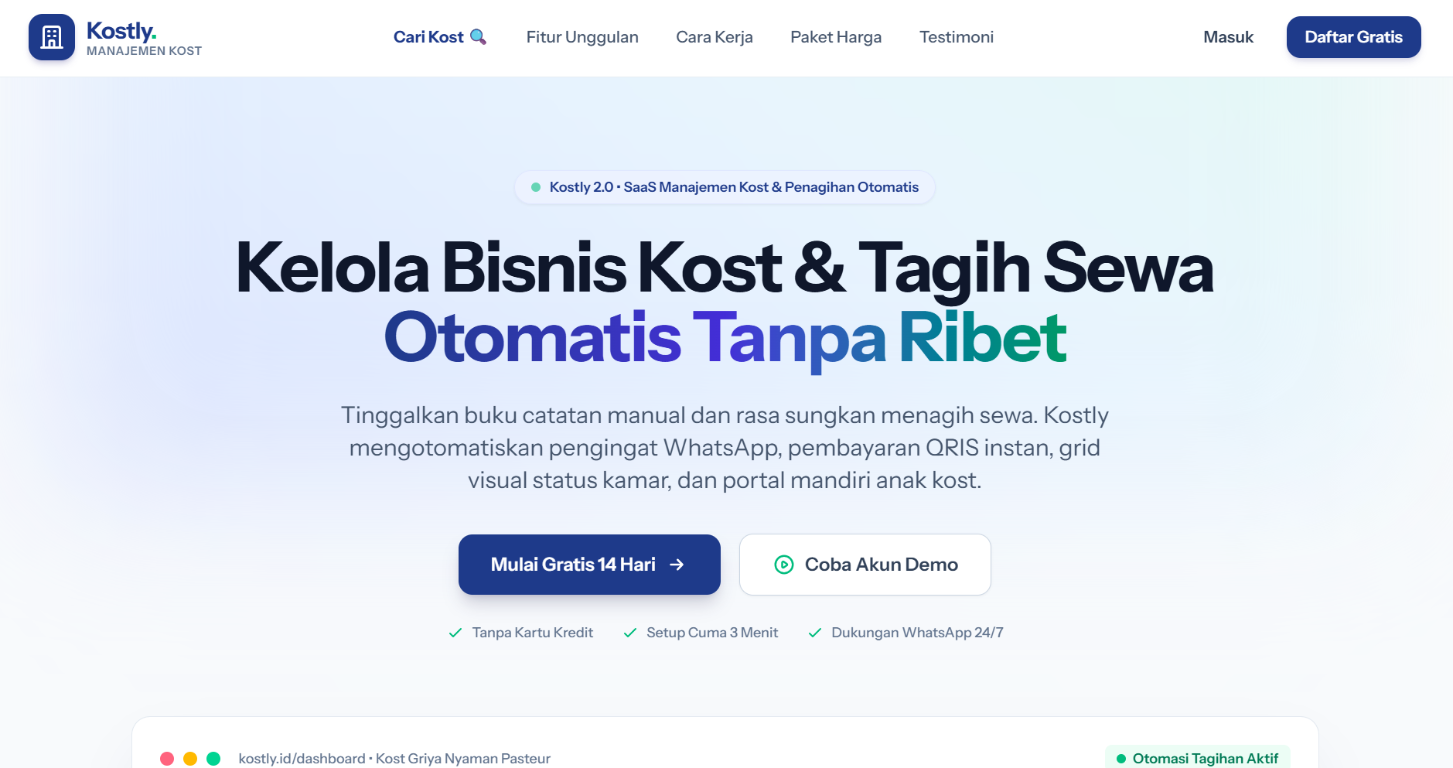 Kostly.
MANAJEMEN KOST
Cari Kost 🔍
Fitur Unggulan
Cara Kerja
Paket Harga
Testimoni
Masuk
Daftar Gratis
Kostly 2.0 • SaaS Manajemen Kost & Penagihan Otomatis
Kelola Bisnis Kost & Tagih Sewa
Otomatis Tanpa Ribet
Tinggalkan buku catatan manual dan rasa sungkan menagih sewa. Kostly
mengotomatiskan pengingat WhatsApp, pembayaran QRIS instan, grid
visual status kamar, dan portal mandiri anak kost.
Mulai Gratis 14 Hari →
Coba Akun Demo
Tanpa Kartu Kredit
Setup Cuma 3 Menit
Dukungan WhatsApp 24/7
kostly.id/dashboard • Kost Griya Nyaman Pasteur
Otomasi Tagihan Aktif